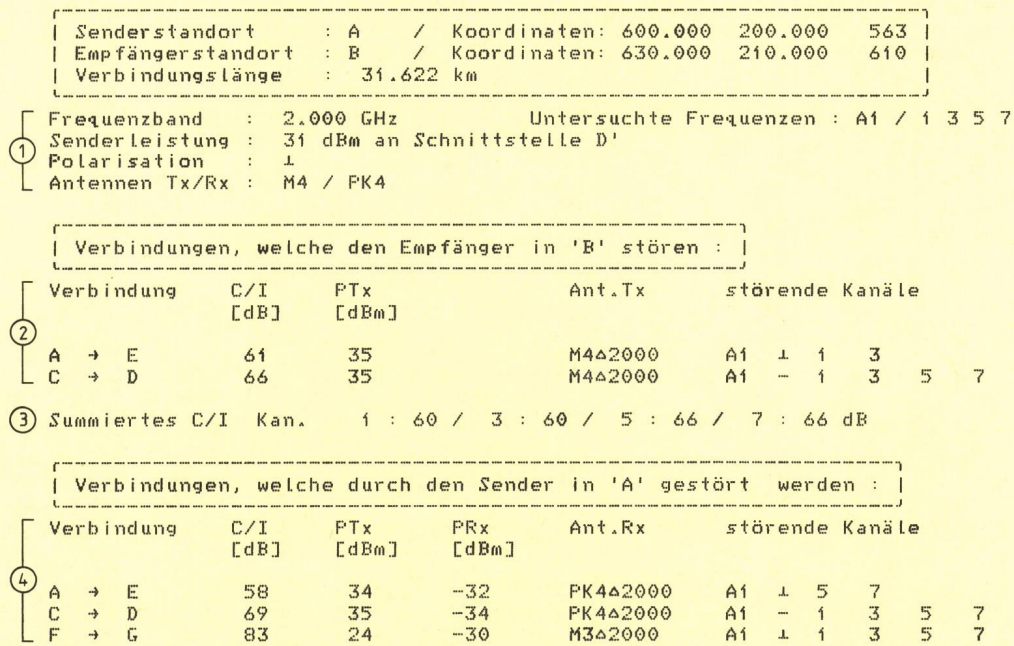 Senderstandort : A / Koordinaten: 600.000 200.000 563
Empfängerstandort : B / Koordinaten: 630.000 210.000 610
Verbindungslänge : 31.622 km
① Frequenzband : 2.000 GHz Untersuchte Frequenzen : A1 / 1 3 5 7
Senderleistung : 31 dBm an Schnittstelle D'
Polarisation : ⊥
Antennen Tx/Rx : M4 / PK4
Verbindungen, welche den Empfänger in 'B' stören :
② Verbindung C/I PTx Ant.Tx störende Kanäle
[dB] [dBm]
A → E 61 35 M4△2000 A1 ⊥ 1 3
C → D 66 35 M4△2000 A1 - 1 3 5 7
③ Summiertes C/I Kan. 1 : 60 / 3 : 60 / 5 : 66 / 7 : 66 dB
Verbindungen, welche durch den Sender in 'A' gestört werden :
④ Verbindung C/I PTx PRx Ant.Rx störende Kanäle
[dB] [dBm] [dBm]
A → E 58 34 -32 PK4△2000 A1 ⊥ 5 7
C → D 69 35 -34 PK4△2000 A1 - 1 3 5 7
F → G 83 24 -30 M3△2000 A1 ⊥ 1 3 5 7